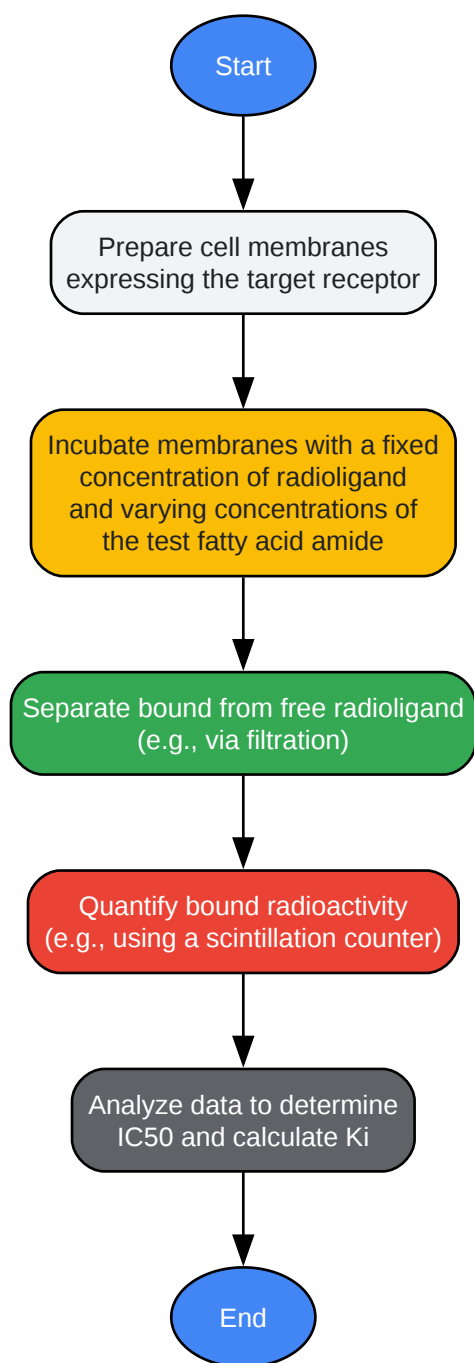 Start
Prepare cell membranes
expressing the target receptor
Incubate membranes with a fixed
concentration of radioligand
and varying concentrations of
the test fatty acid amide
Separate bound from free radioligand
(e.g., via filtration)
Quantify bound radioactivity
(e.g., using a scintillation counter)
Analyze data to determine
IC50 and calculate Ki
End